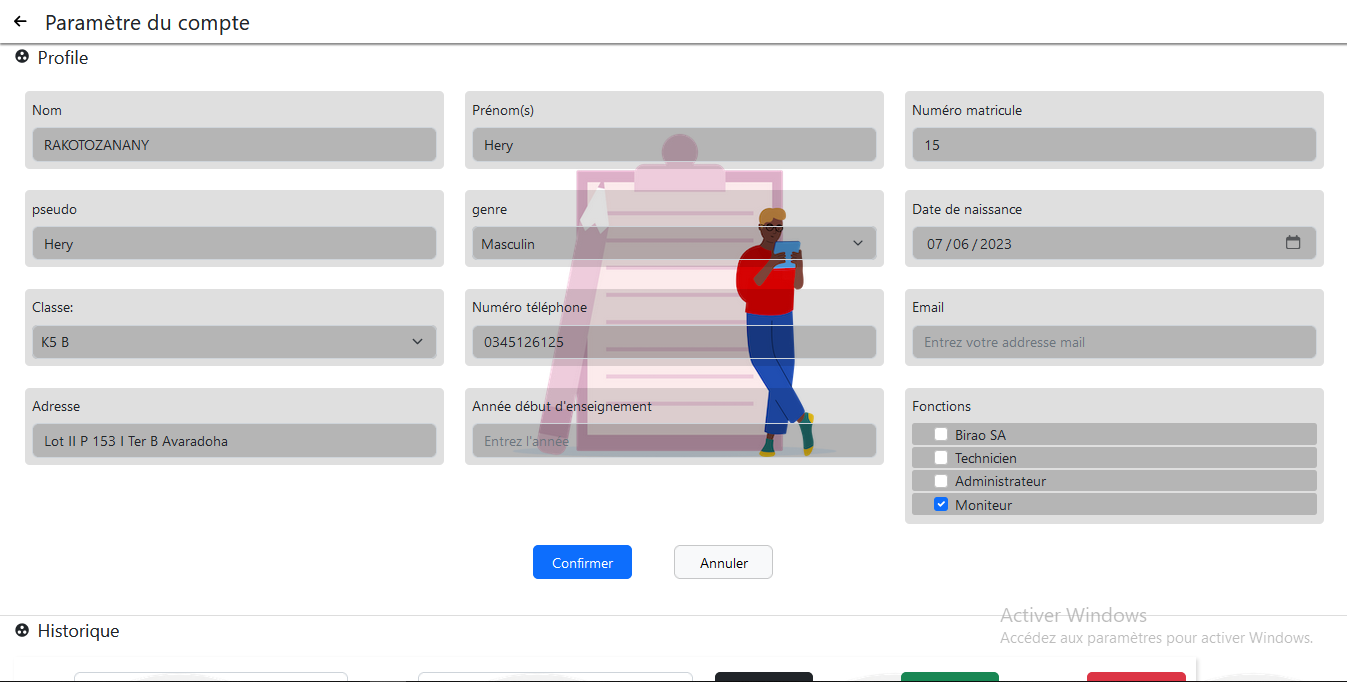 Paramètre du compte
Profile
Nom
RAKOTOZANANY
Prénom(s)
Hery
Numéro matricule
15
pseudo
Hery
genre
Masculin
Date de naissance
07/06/2023
Classe:
K5 B
Numéro téléphone
0345126125
Email
Entrez votre addresse mail
Adresse
Lot II P 153 I Ter B Avaradoha
Année début d'enseignement
Entrez l'année
Fonctions
Birao SA
Technicien
Administrateur
Moniteur
Confirmer
Annuler
Activer Windows
Accédez aux paramètres pour activer Windows.
Historique